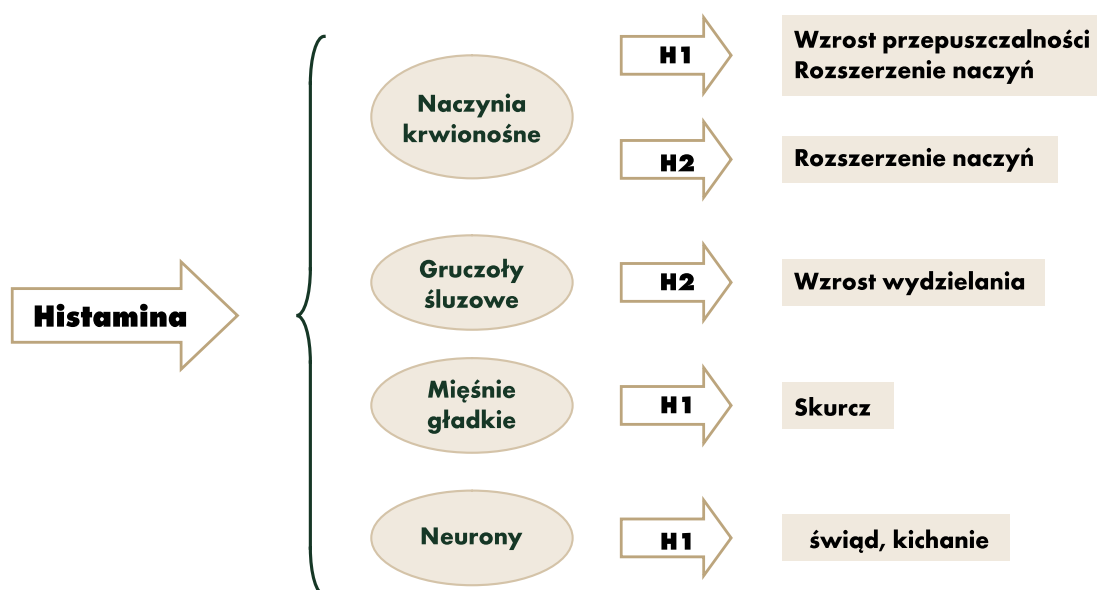 Histamina
Naczynia
krwionośne
H1
Wzrost przepuszczalności
Rozszerzenie naczyń
H2
Rozszerzenie naczyń
Gruczoły
śluzowe
H2
Wzrost wydzielania
Mięśnie
gładkie
H1
Skurcz
Neurony
H1
świąd, kichanie